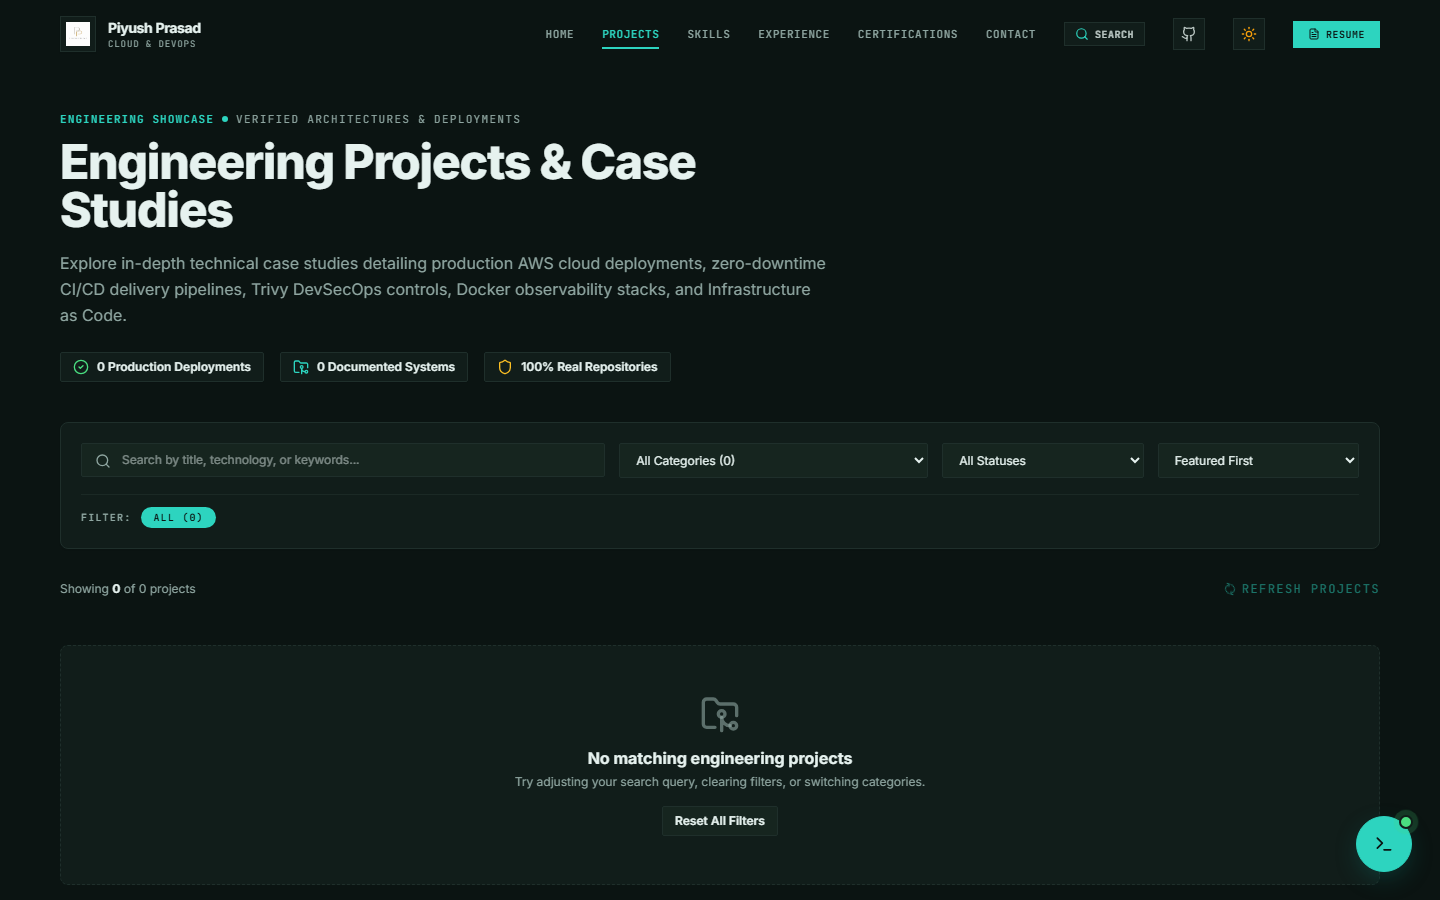 Piyush Prasad
CLOUD & DEVOPS
HOME
PROJECTS
SKILLS
EXPERIENCE
CERTIFICATIONS
CONTACT
SEARCH
RESUME
ENGINEERING SHOWCASE ● VERIFIED ARCHITECTURES & DEPLOYMENTS
Engineering Projects & Case
Studies
Explore in-depth technical case studies detailing production AWS cloud deployments, zero-downtime
CI/CD delivery pipelines, Trivy DevSecOps controls, Docker observability stacks, and Infrastructure
as Code.
0 Production Deployments
0 Documented Systems
100% Real Repositories
Search by title, technology, or keywords...
All Categories (0)
All Statuses
Featured First
FILTER:
ALL (0)
Showing 0 of 0 projects
REFRESH PROJECTS
No matching engineering projects
Try adjusting your search query, clearing filters, or switching categories.
Reset All Filters